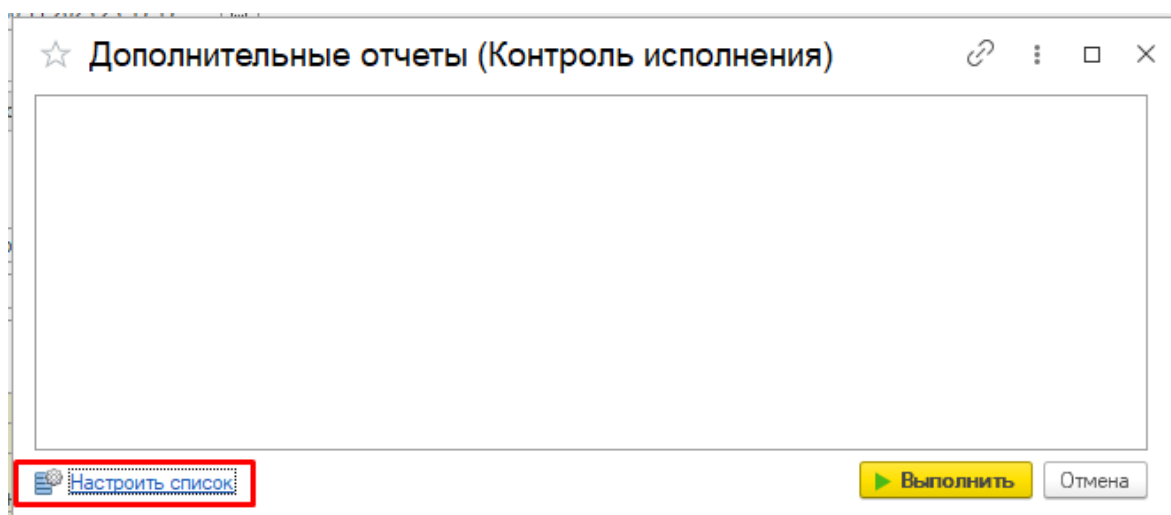 Дополнительные отчеты (Контроль исполнения)
Настроить список
Выполнить
Отмена